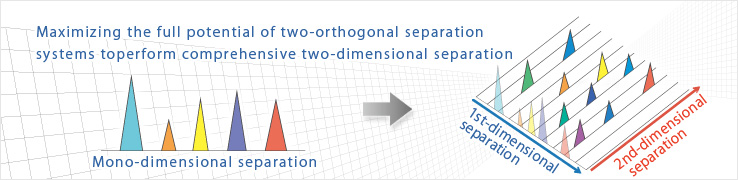 Maximizing the full potential of two-orthogonal separation
systems toperform comprehensive two-dimensional separation
Mono-dimensional separation
1st-dimensional
separation
2nd-dimensional
separation